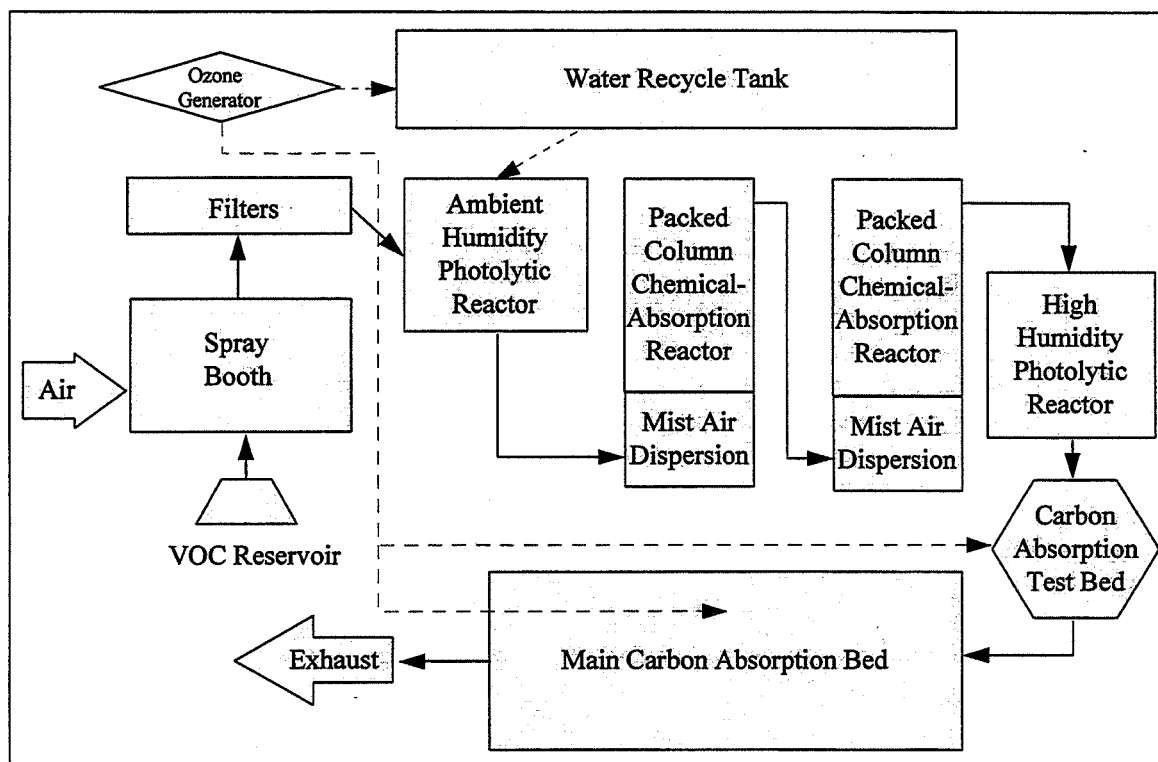 Ozone
Generator
Water Recycle Tank
Filters
Ambient
Humidity
Photolytic
Reactor
Packed
Column
Chemical-
Absorption
Reactor
Mist Air
Dispersion
Packed
Column
Chemical-
Absorption
Reactor
Mist Air
Dispersion
High
Humidity
Photolytic
Reactor
Air
Spray
Booth
VOC Reservoir
Carbon
Absorption
Test Bed
Exhaust
Main Carbon Absorption Bed